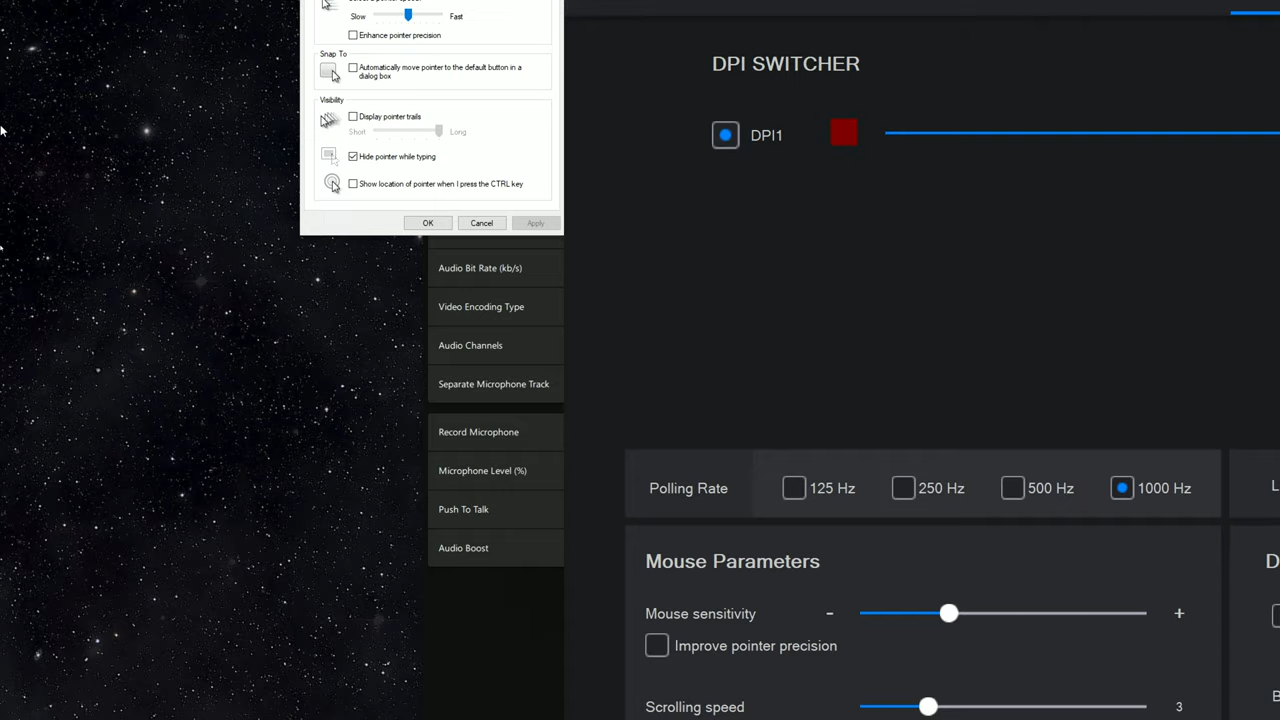 Slow Fast
Enhance pointer precision
Snap To
Automatically move pointer to the default button in a
dialog box
Visibility
Display pointer trails
Short Long
Hide pointer while typing
Show location of pointer when I press the CTRL key
OK Cancel Apply
Audio Bit Rate (kb/s)
Video Encoding Type
Audio Channels
Separate Microphone Track
Record Microphone
Microphone Level (%)
Push To Talk
Audio Boost
DPI SWITCHER
DPI1
Polling Rate 125 Hz 250 Hz 500 Hz 1000 Hz
Mouse Parameters
Mouse sensitivity - +
Improve pointer precision
Scrolling speed 3